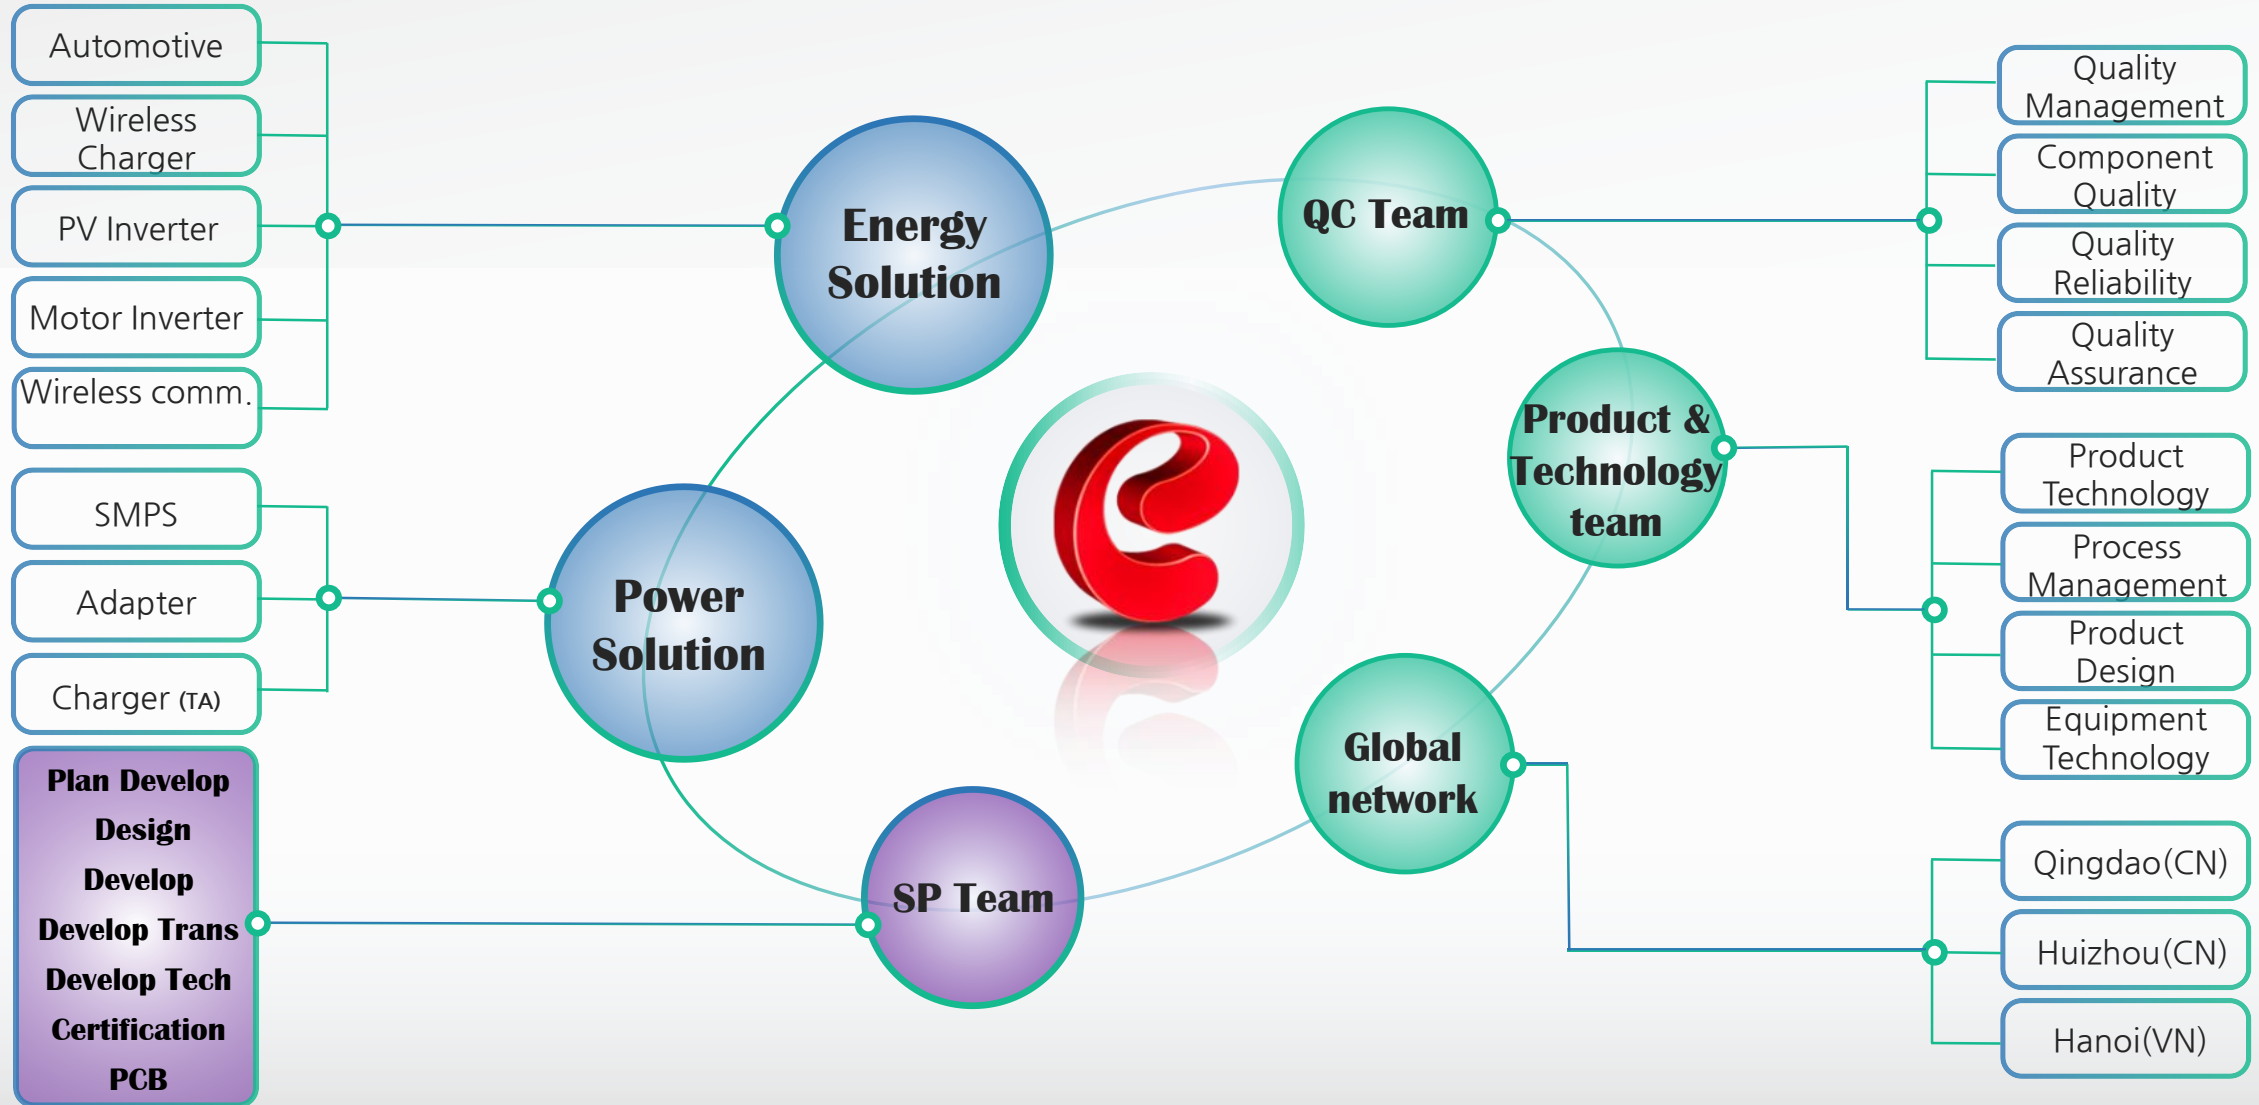 Automotive
Wireless
Charger
PV Inverter
Motor Inverter
Wireless comm.
SMPS
Adapter
Charger (TA)
Plan Develop
Design
Develop
Develop Trans
Develop Tech
Certification
PCB
Energy
Solution
Power
Solution
SP Team
QC Team
Product &
Technology
team
Global
network
Quality
Management
Component
Quality
Quality
Reliability
Quality
Assurance
Product
Technology
Process
Management
Product
Design
Equipment
Technology
Qingdao(CN)
Huizhou(CN)
Hanoi(VN)